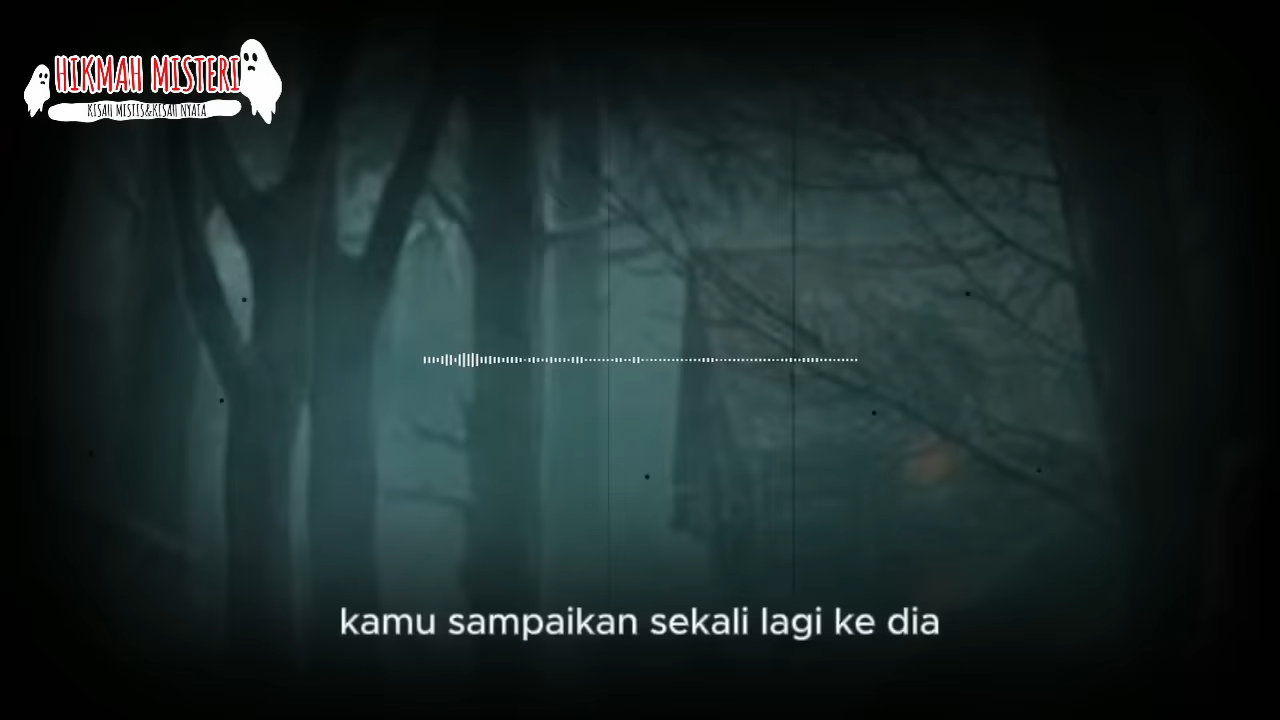 HIKMAH MISTERI
KISAH MISTIS&KISAH NYATA
kamu sampaikan sekali lagi ke dia